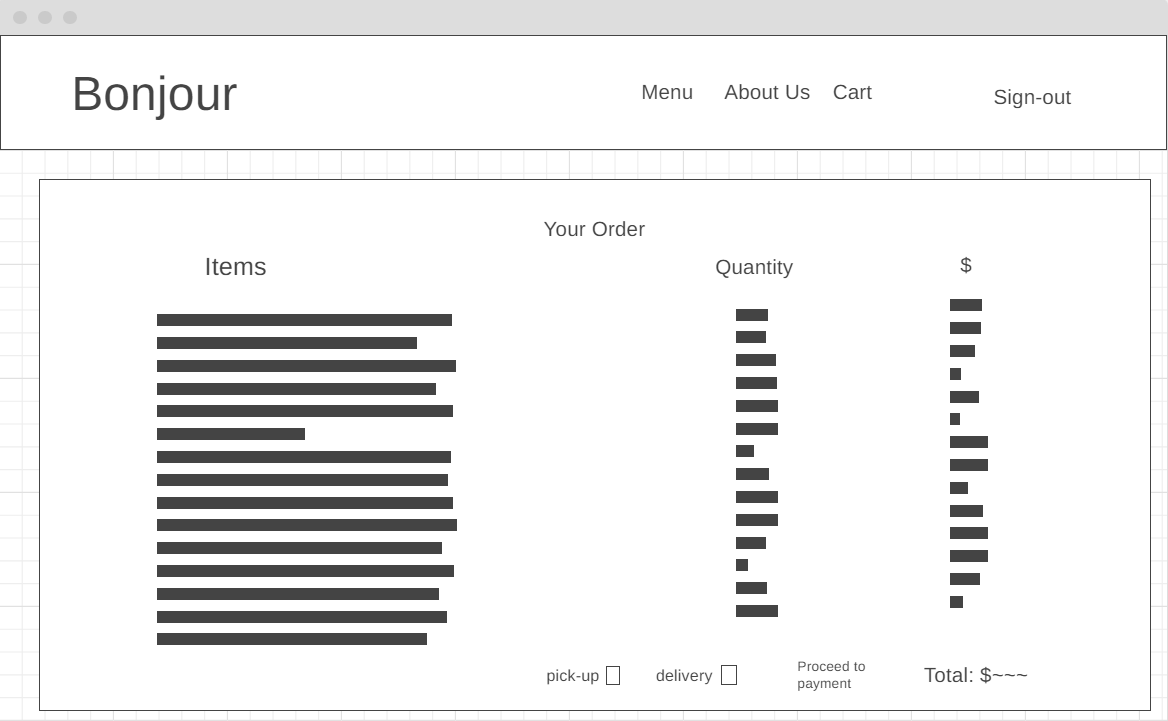 Bonjour
Menu About Us Cart
Sign-out
Your Order
Items Quantity $
pick-up delivery Proceed to
payment
Total: $~~~